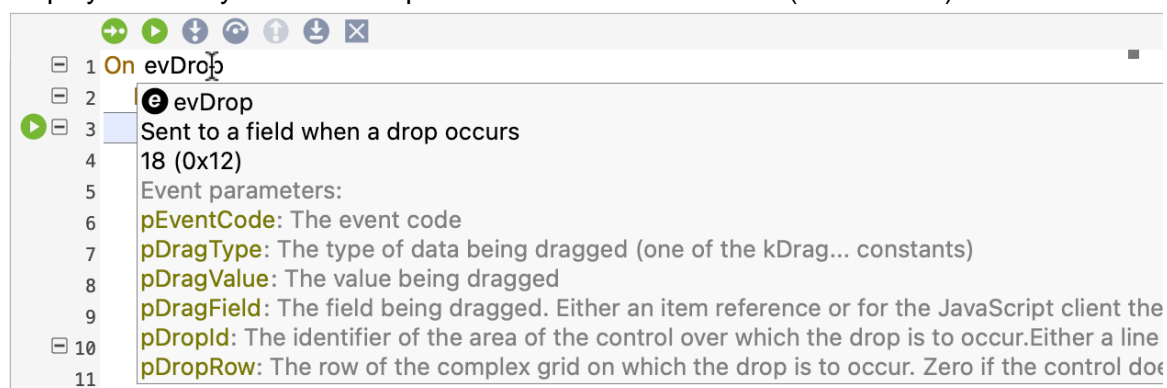 1 On evDrop
2
e evDrop
3
Sent to a field when a drop occurs
4
18 (0x12)
5
Event parameters:
6
pEventCode: The event code
7
pDragType: The type of data being dragged (one of the kDrag... constants)
8
pDragValue: The value being dragged
9
pDragField: The field being dragged. Either an item reference or for the JavaScript client the
10
pDropId: The identifier of the area of the control over which the drop is to occur.Either a line
11
pDropRow: The row of the complex grid on which the drop is to occur. Zero if the control doe